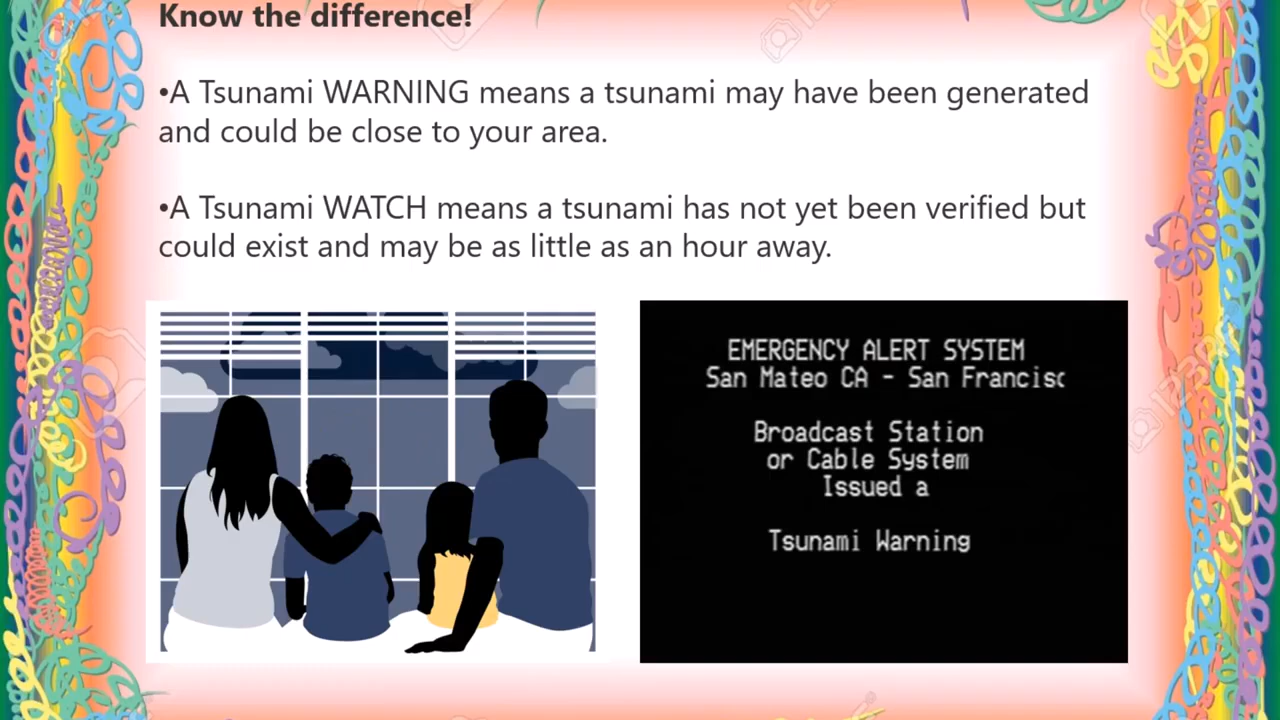 Know the difference!
•A Tsunami WARNING means a tsunami may have been generated
and could be close to your area.
•A Tsunami WATCH means a tsunami has not yet been verified but
could exist and may be as little as an hour away.
EMERGENCY ALERT SYSTEM
San Mateo CA - San Francisc
Broadcast Station
or Cable System
Issued a
Tsunami Warning